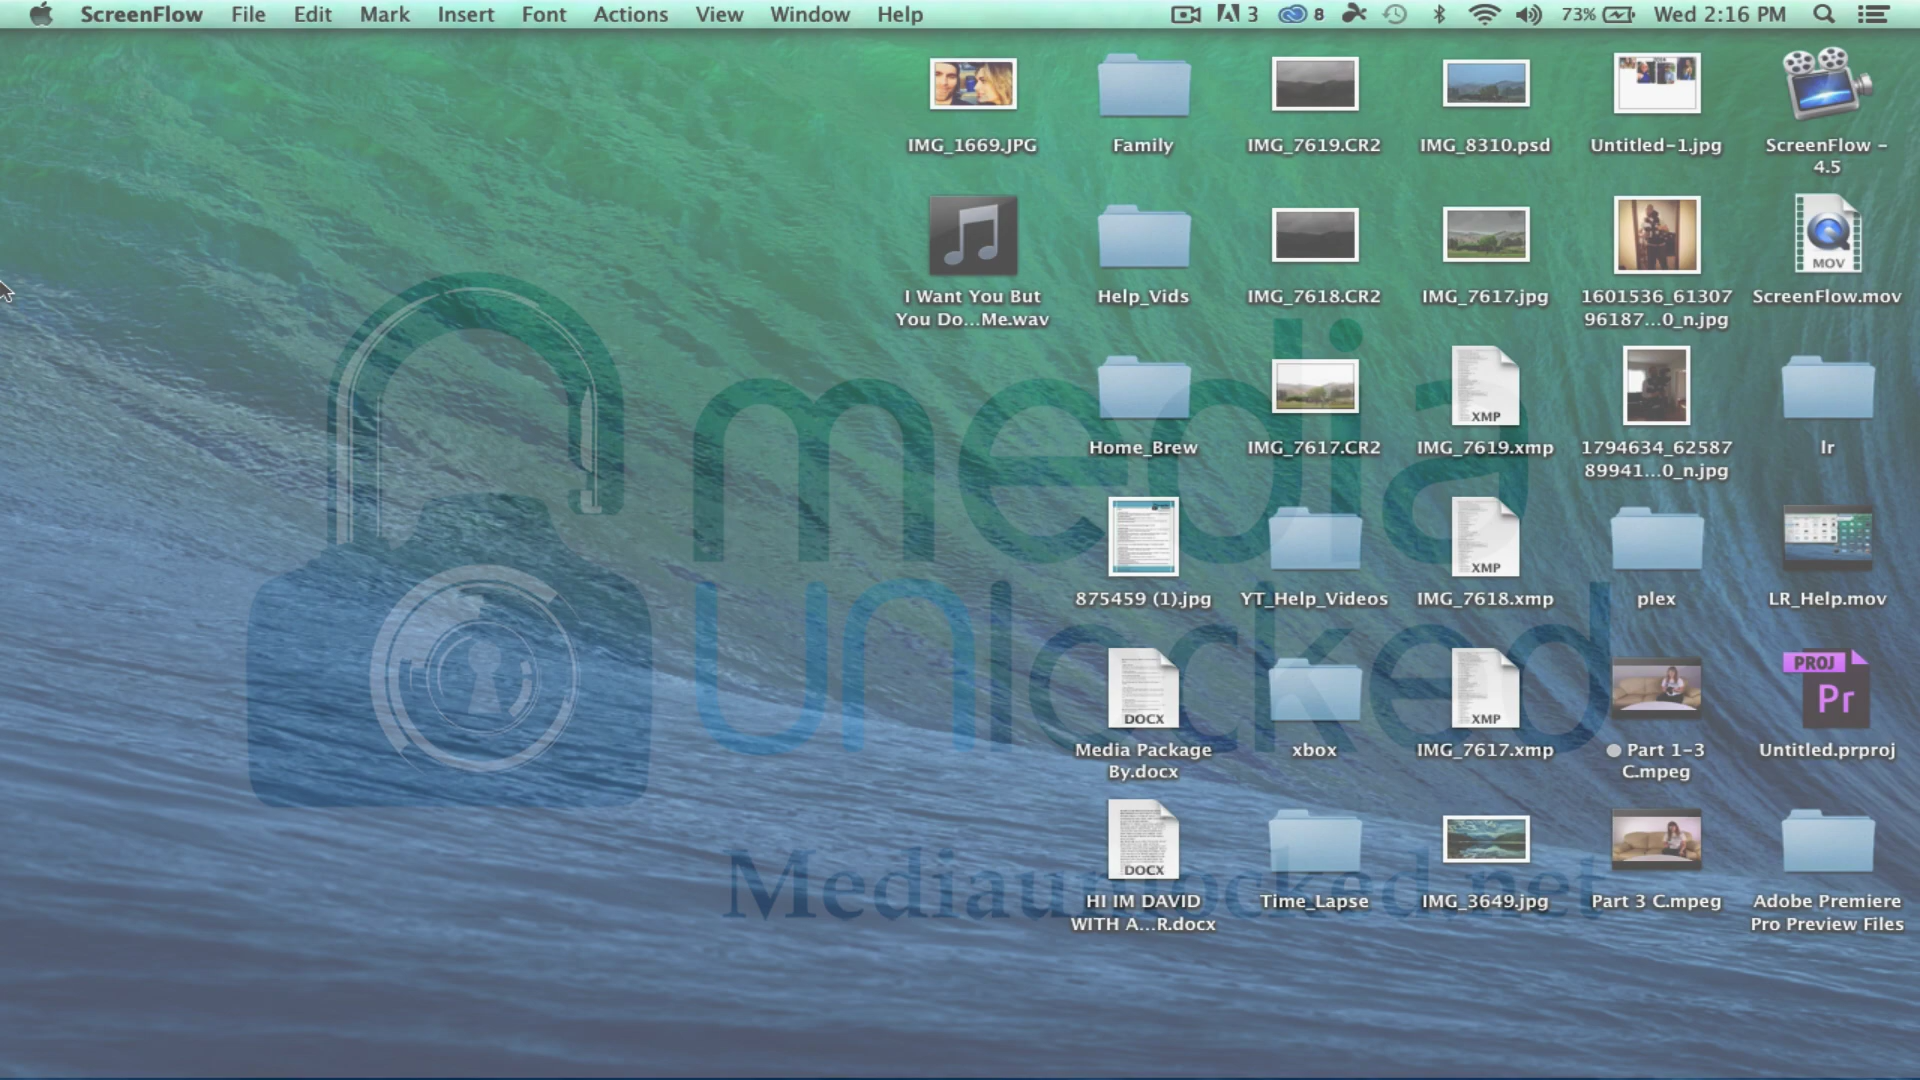 ScreenFlow File Edit Mark Insert Font Actions View Window Help 3 8 73% Wed 2:16 PM
IMG_1669.JPG
Family
IMG_7619.CR2
IMG_8310.psd
Untitled-1.jpg
ScreenFlow -
4.5
I Want You But
You Do...Me.wav
Help_Vids
IMG_7618.CR2
IMG_7617.jpg
1601536_61307
96187...0_n.jpg
MOV
ScreenFlow.mov
Home_Brew
IMG_7617.CR2
XMP
IMG_7619.xmp
1794634_62587
89941...0_n.jpg
lr
875459 (1).jpg
YT_Help_Videos
XMP
IMG_7618.xmp
plex
LR_Help.mov
DOCX
Media Package
By.docx
xbox
XMP
IMG_7617.xmp
Part 1-3
C.mpeg
PROJ
Pr
Untitled.prproj
DOCX
HI IM DAVID
WITH A...R.docx
Time_Lapse
IMG_3649.jpg
Part 3 C.mpeg
Adobe Premiere
Pro Preview Files
media
unlocked
Mediaunlocked.net